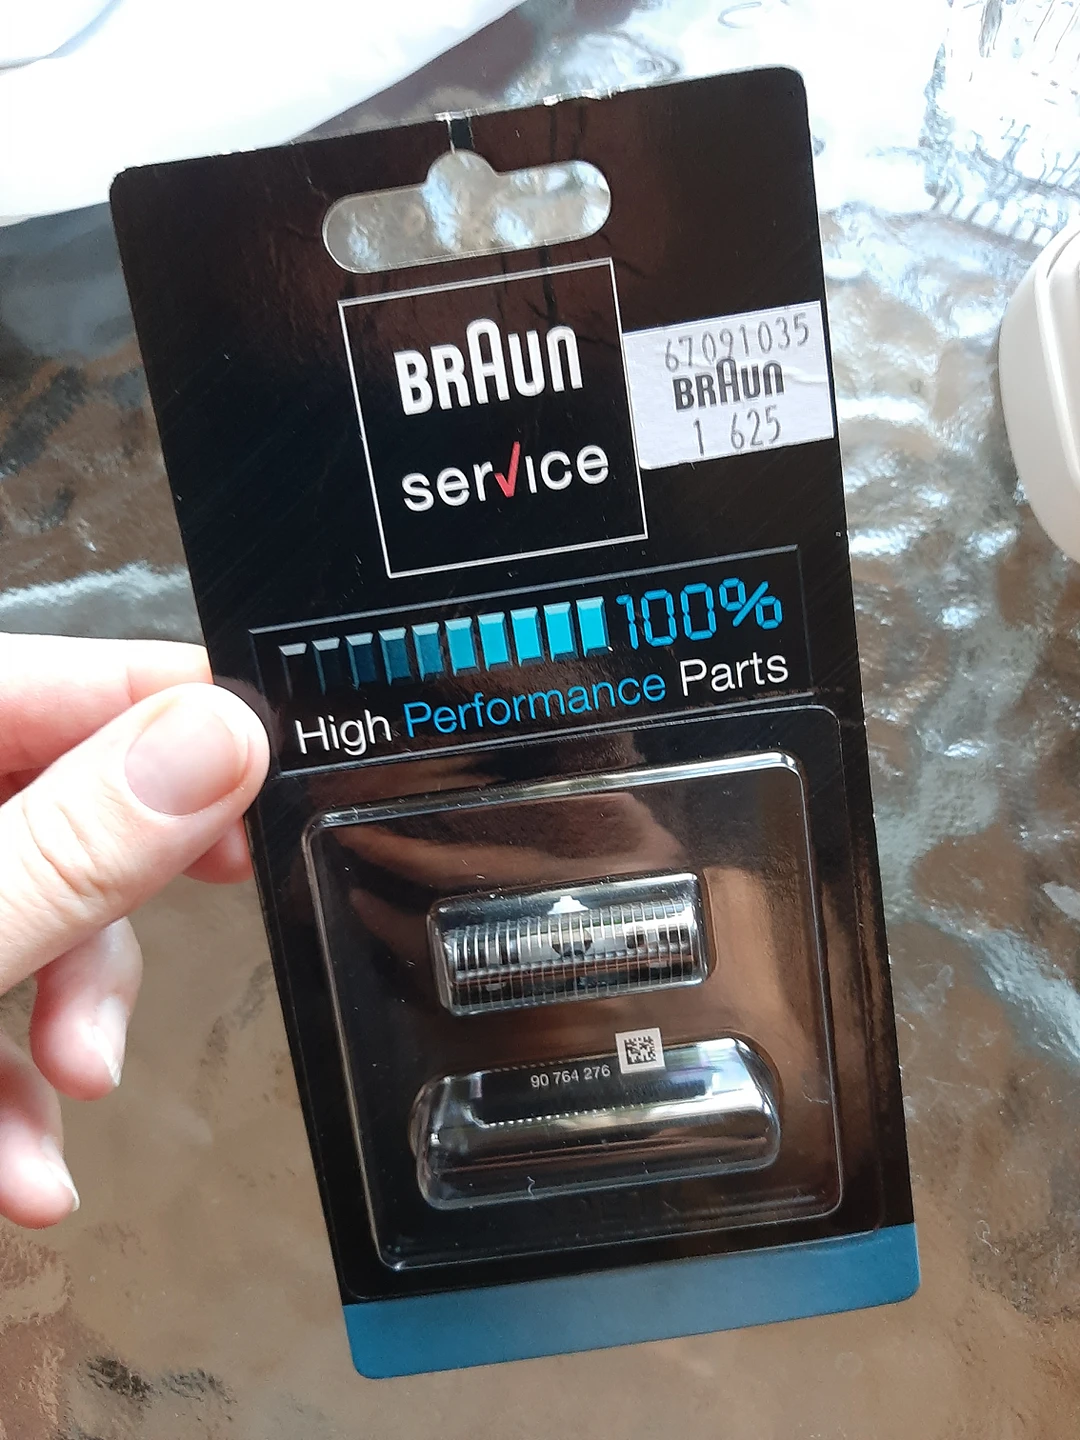 BRAUN
service
67091035
BRAUN
1 625
100%
High Performance Parts
90 764 276